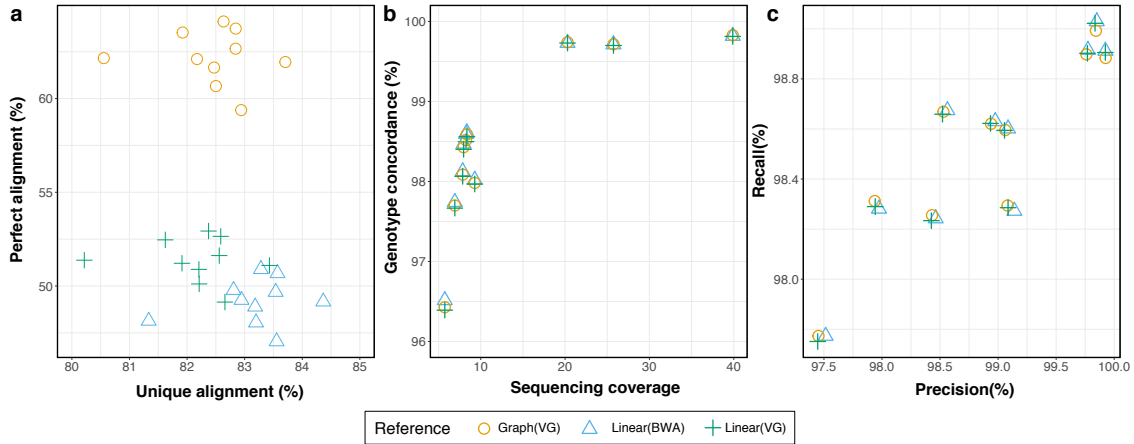 a
Perfect alignment (%)
60
55
50
80
81
82
83
84
85
Unique alignment (%)
b
Genotype concordance (%)
100
99
98
97
96
10
20
30
40
Sequencing coverage
c
Recall(%)
98.8
98.4
98.0
97.5
98.0
98.5
99.0
99.5
100.0
Precision(%)
Reference
Graph(VG)
Linear(BWA)
Linear(VG)